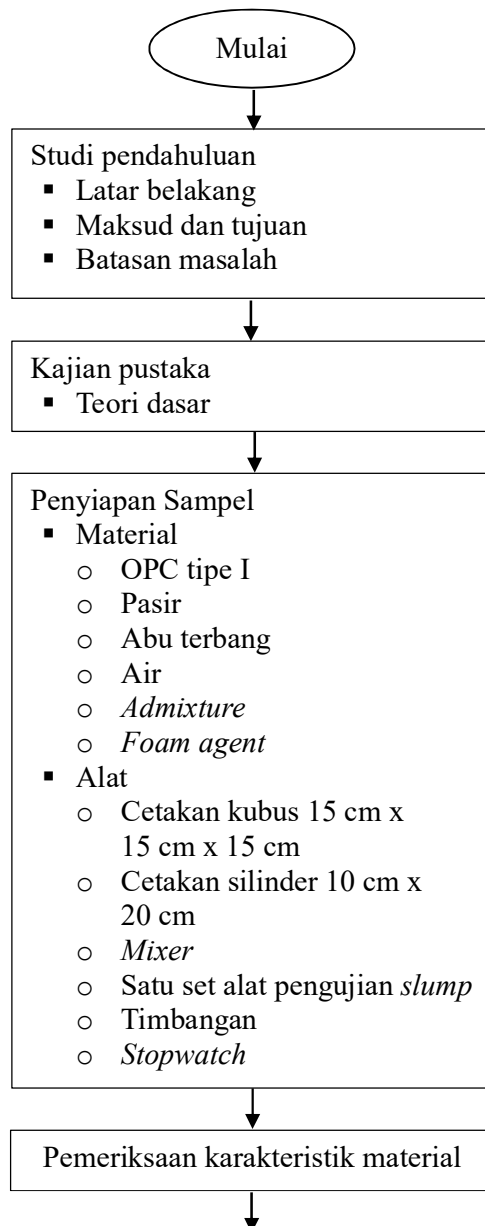 Mulai
Studi pendahuluan
▪ Latar belakang
▪ Maksud dan tujuan
▪ Batasan masalah
Kajian pustaka
▪ Teori dasar
Penyiapan Sampel
▪ Material
o OPC tipe I
o Pasir
o Abu terbang
o Air
o Admixture
o Foam agent
▪ Alat
o Cetakan kubus 15 cm x
15 cm x 15 cm
o Cetakan silinder 10 cm x
20 cm
o Mixer
o Satu set alat pengujian slump
o Timbangan
o Stopwatch
Pemeriksaan karakteristik material